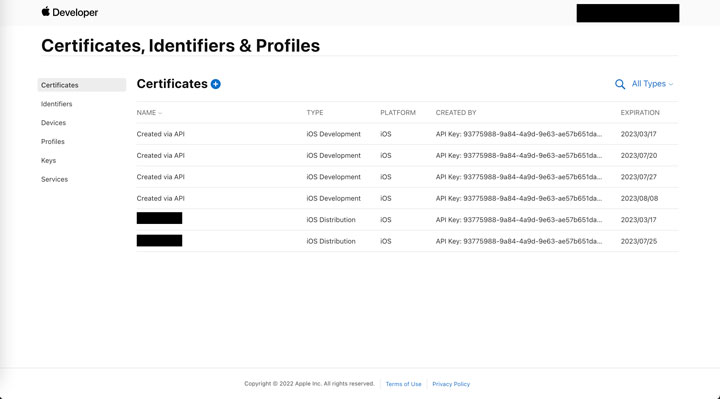 Developer
Certificates, Identifiers & Profiles
Certificates
Identifiers
Devices
Profiles
Keys
Services
Certificates
All Types
NAME TYPE PLATFORM CREATED BY EXPIRATION
Created via API iOS Development iOS API Key: 93775988-9a84-4a9d-9e63-ae57b651da... 2023/03/17
Created via API iOS Development iOS API Key: 93775988-9a84-4a9d-9e63-ae57b651da... 2023/07/20
Created via API iOS Development iOS API Key: 93775988-9a84-4a9d-9e63-ae57b651da... 2023/07/27
Created via API iOS Development iOS API Key: 93775988-9a84-4a9d-9e63-ae57b651da... 2023/08/08
iOS Distribution iOS API Key: 93775988-9a84-4a9d-9e63-ae57b651da... 2023/03/17
iOS Distribution iOS API Key: 93775988-9a84-4a9d-9e63-ae57b651da... 2023/07/25
Copyright © 2022 Apple Inc. All rights reserved. Terms of Use Privacy Policy